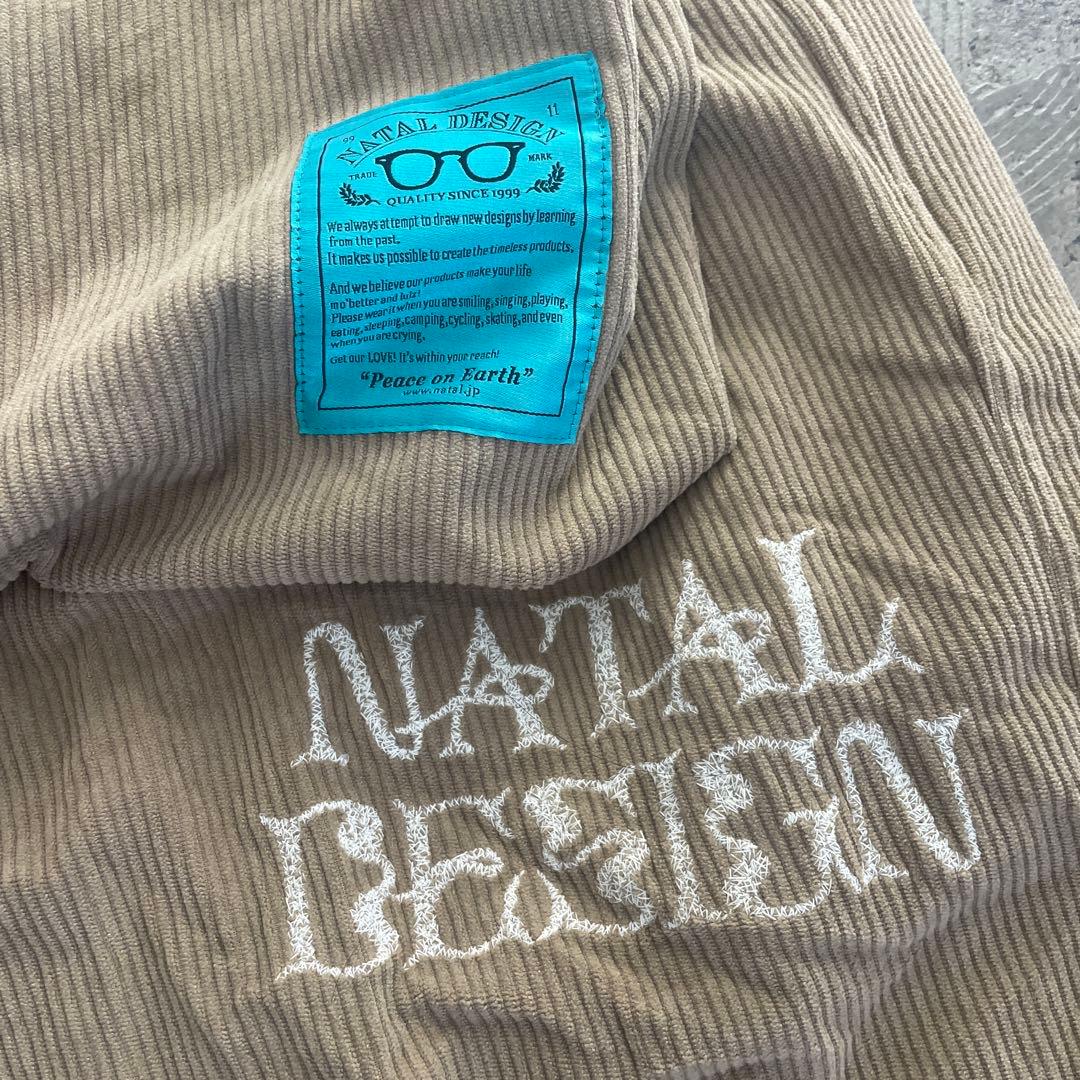 99 11
NATAL DESIGN
TRADE MARK
QUALITY SINCE 1999
We always attempt to draw new designs by learning
from the past.
It makes us possible to create the timeless products.
And we believe our products make your life
mo'better and lulz!
Please wear it when you are smiling, singing, playing,
eating, sleeping, camping, cycling, skating, and even
when you are crying.
Get our LOVE! It's within your reach!
"Peace on Earth"
www.natal.jp
NATAL
DESIGN